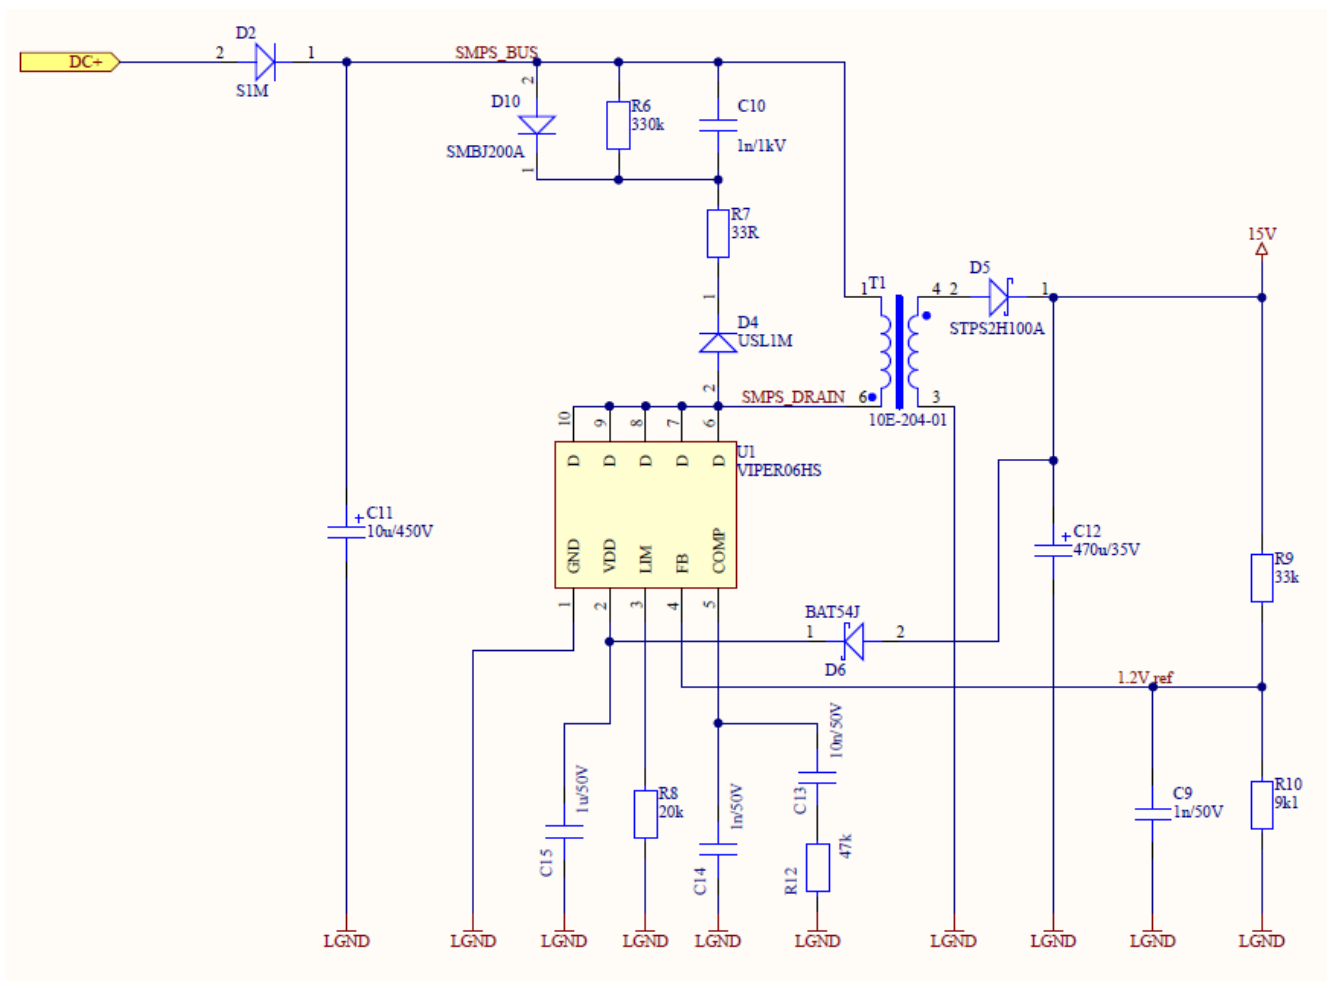 D2
DC+
2
1
S1M
SMPS_BUS
2
D10
SMBJ200A
1
R6
330k
C10
1n/1kV
R7
33R
1
D4
USL1M
2
SMPS_DRAIN
1
T1
6
4
3
10E-204-01
2
D5
1
STPS2H100A
15V
10
9
8
7
6
D
D
D
D
D
U1
VIPER06HS
GND
VDD
LIM
FB
COMP
1
2
3
4
5
+
C11
10u/450V
+
C12
470u/35V
R9
33k
BAT54J
1
2
D6
1.2V ref
1u/50V
C15
R8
20k
1n/50V
C14
10n/50V
C13
47k
R12
C9
1n/50V
R10
9k1
LGND
LGND
LGND
LGND
LGND
LGND
LGND
LGND
LGND
LGND